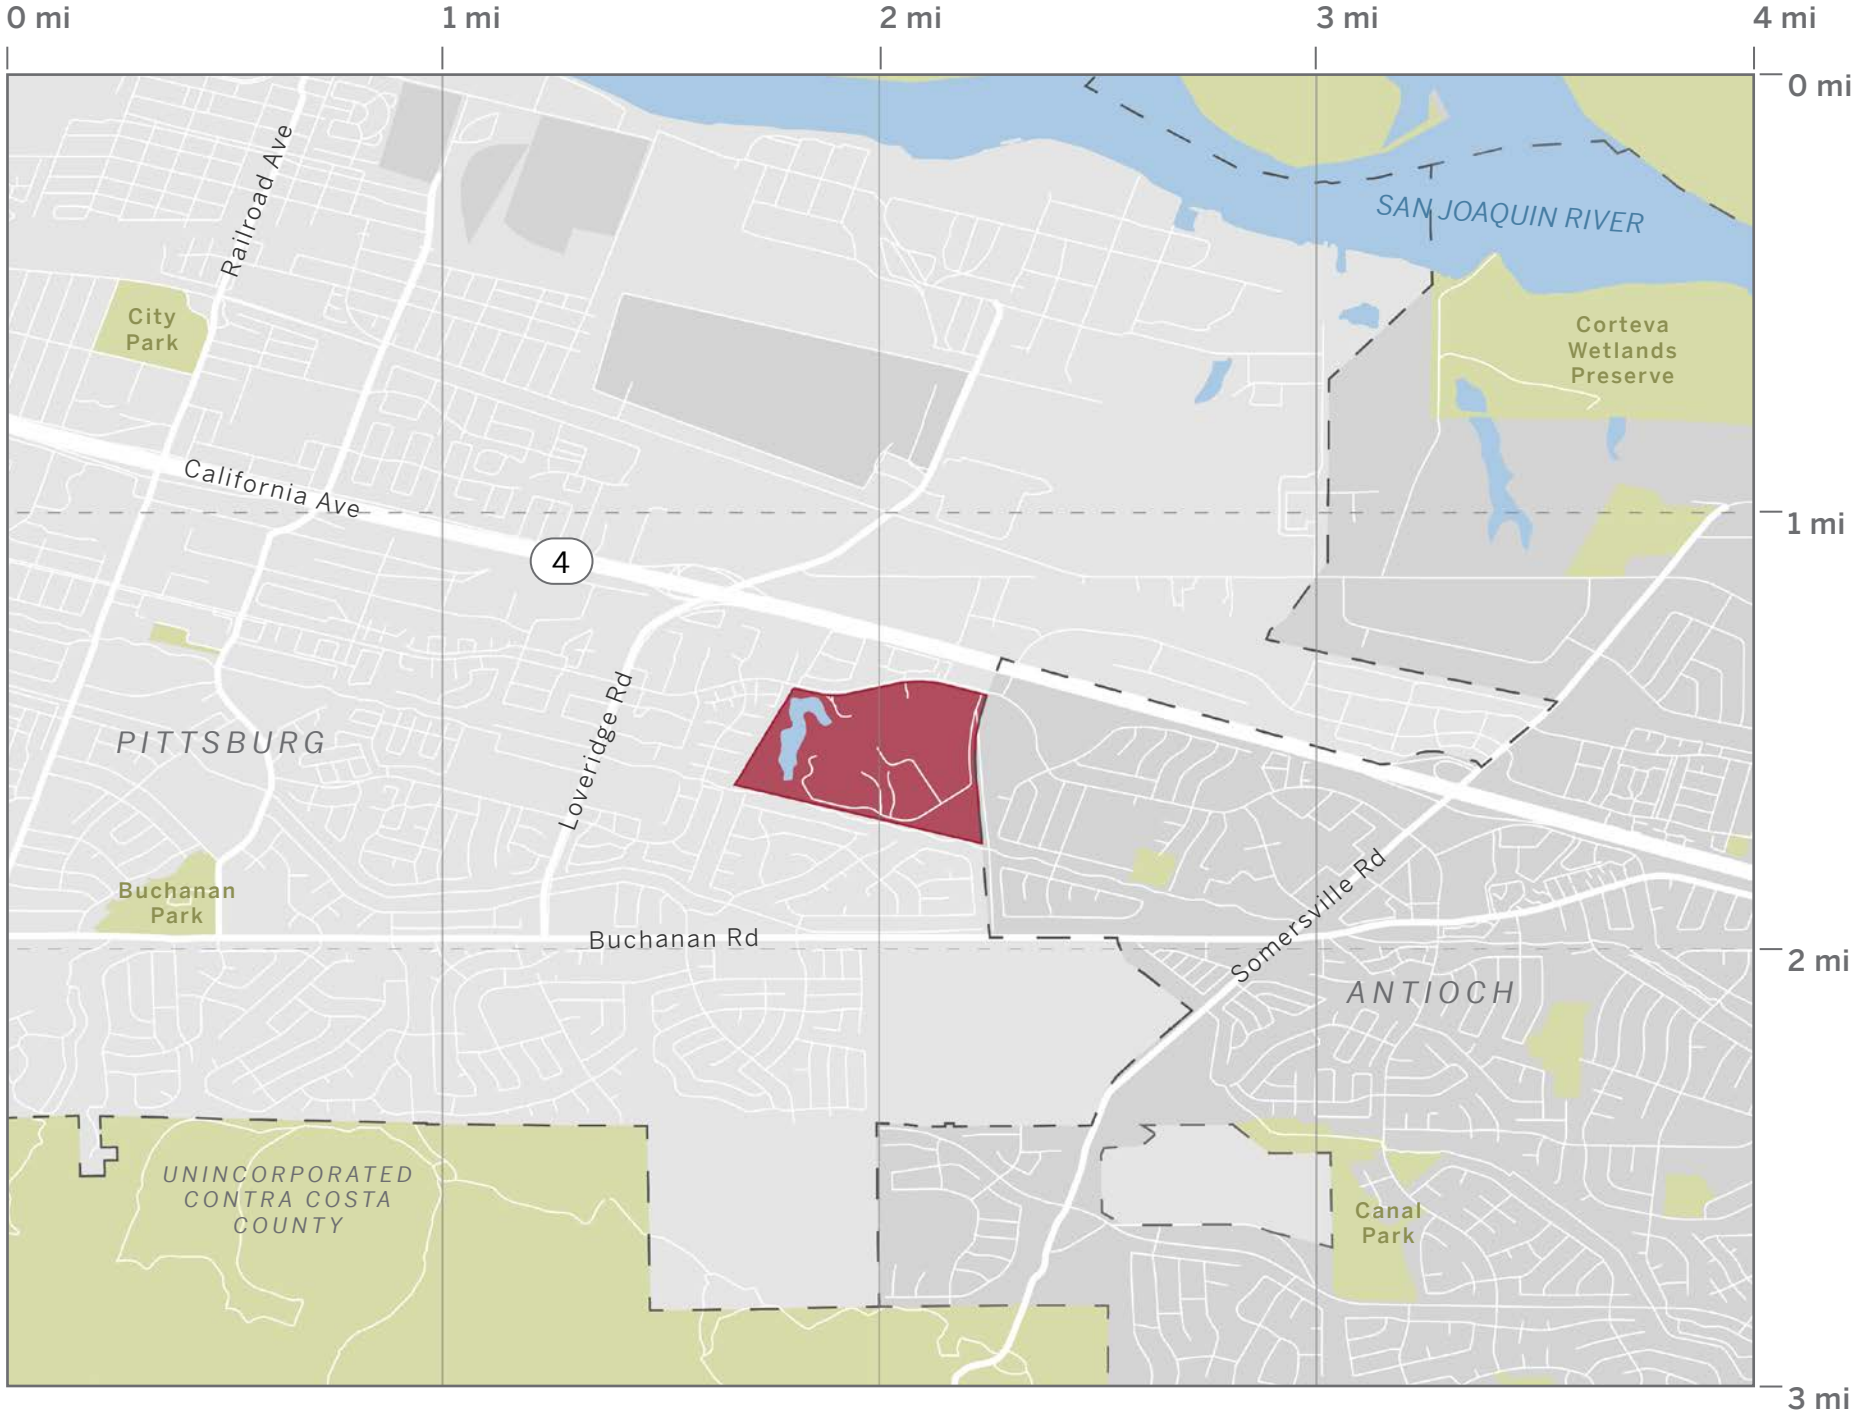 0 mi
1 mi
2 mi
3 mi
4 mi
0 mi
Railroad Ave
SAN JOAQUIN RIVER
City
Park
Corteva
Wetlands
Preserve
California Ave
1 mi
4
Loveridge Rd
PITTSBURG
Buchanan
Park
Somersville Rd
Buchanan Rd
2 mi
ANTIOCH
UNINCORPORATED
CONTRA COSTA
COUNTY
Canal
Park
3 mi